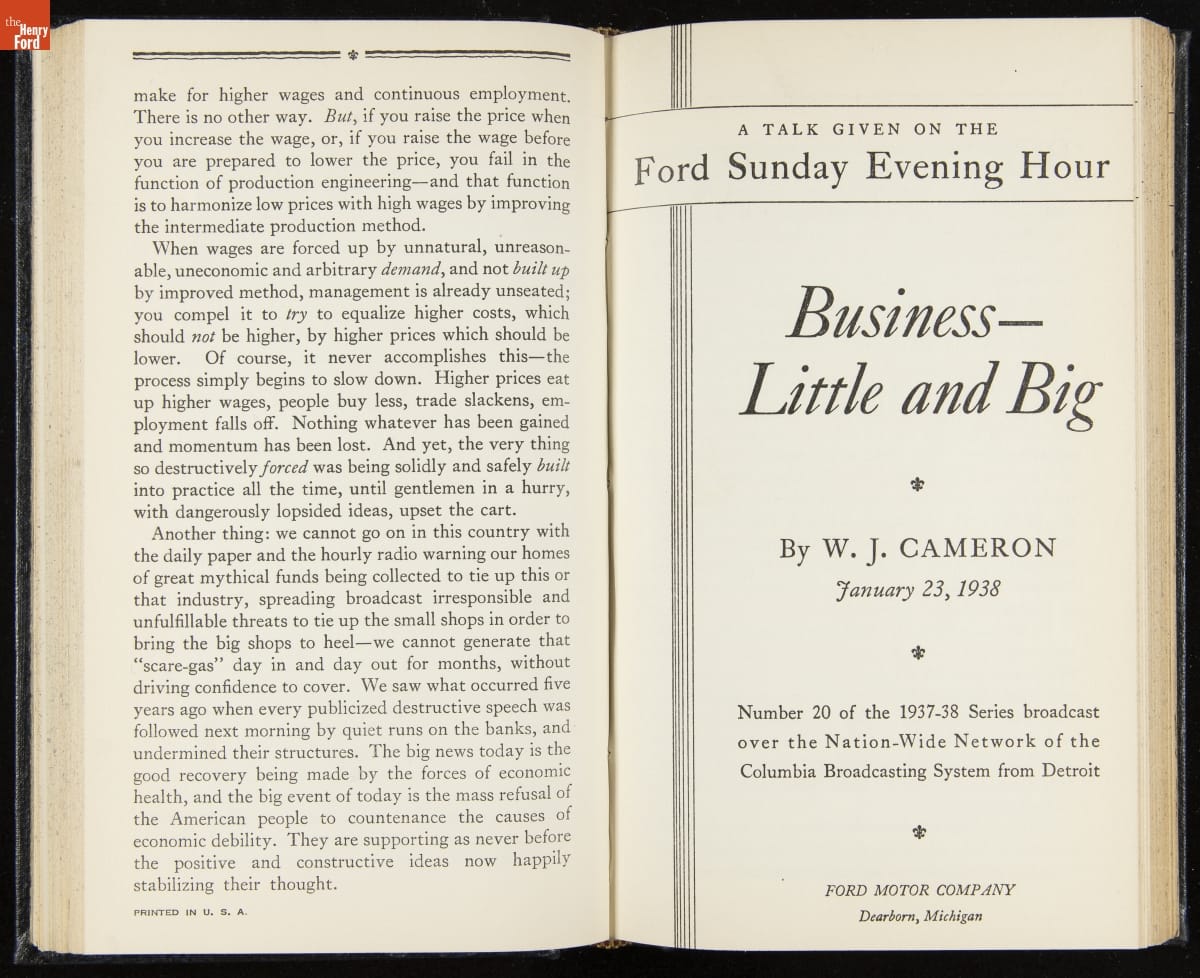 the
Henry
Ford
make for higher wages and continuous employment.
There is no other way. But, if you raise the price when
you increase the wage, or, if you raise the wage before
you are prepared to lower the price, you fail in the
function of production engineering—and that function
is to harmonize low prices with high wages by improving
the intermediate production method.
When wages are forced up by unnatural, unreason-
able, uneconomic and arbitrary demand, and not built up
by improved method, management is already unseated;
you compel it to try to equalize higher costs, which
should not be higher, by higher prices which should be
lower. Of course, it never accomplishes this—the
process simply begins to slow down. Higher prices eat
up higher wages, people buy less, trade slackens, em-
ployment falls off. Nothing whatever has been gained
and momentum has been lost. And yet, the very thing
so destructively forced was being solidly and safely built
into practice all the time, until gentlemen in a hurry,
with dangerously lopsided ideas, upset the cart.
Another thing: we cannot go on in this country with
the daily paper and the hourly radio warning our homes
of great mythical funds being collected to tie up this or
that industry, spreading broadcast irresponsible and
unfulfillable threats to tie up the small shops in order to
bring the big shops to heel—we cannot generate that
“scare-gas” day in and day out for months, without
driving confidence to cover. We saw what occurred five
years ago when every publicized destructive speech was
followed next morning by quiet runs on the banks, and
undermined their structures. The big news today is the
good recovery being made by the forces of economic
health, and the big event of today is the mass refusal of
the American people to countenance the causes of
economic debility. They are supporting as never before
the positive and constructive ideas now happily
stabilizing their thought.
PRINTED IN U. S. A.
A TALK GIVEN ON THE
Ford Sunday Evening Hour
Business—
Little and Big
By W. J. CAMERON
January 23, 1938
Number 20 of the 1937-38 Series broadcast
over the Nation-Wide Network of the
Columbia Broadcasting System from Detroit
FORD MOTOR COMPANY
Dearborn, Michigan